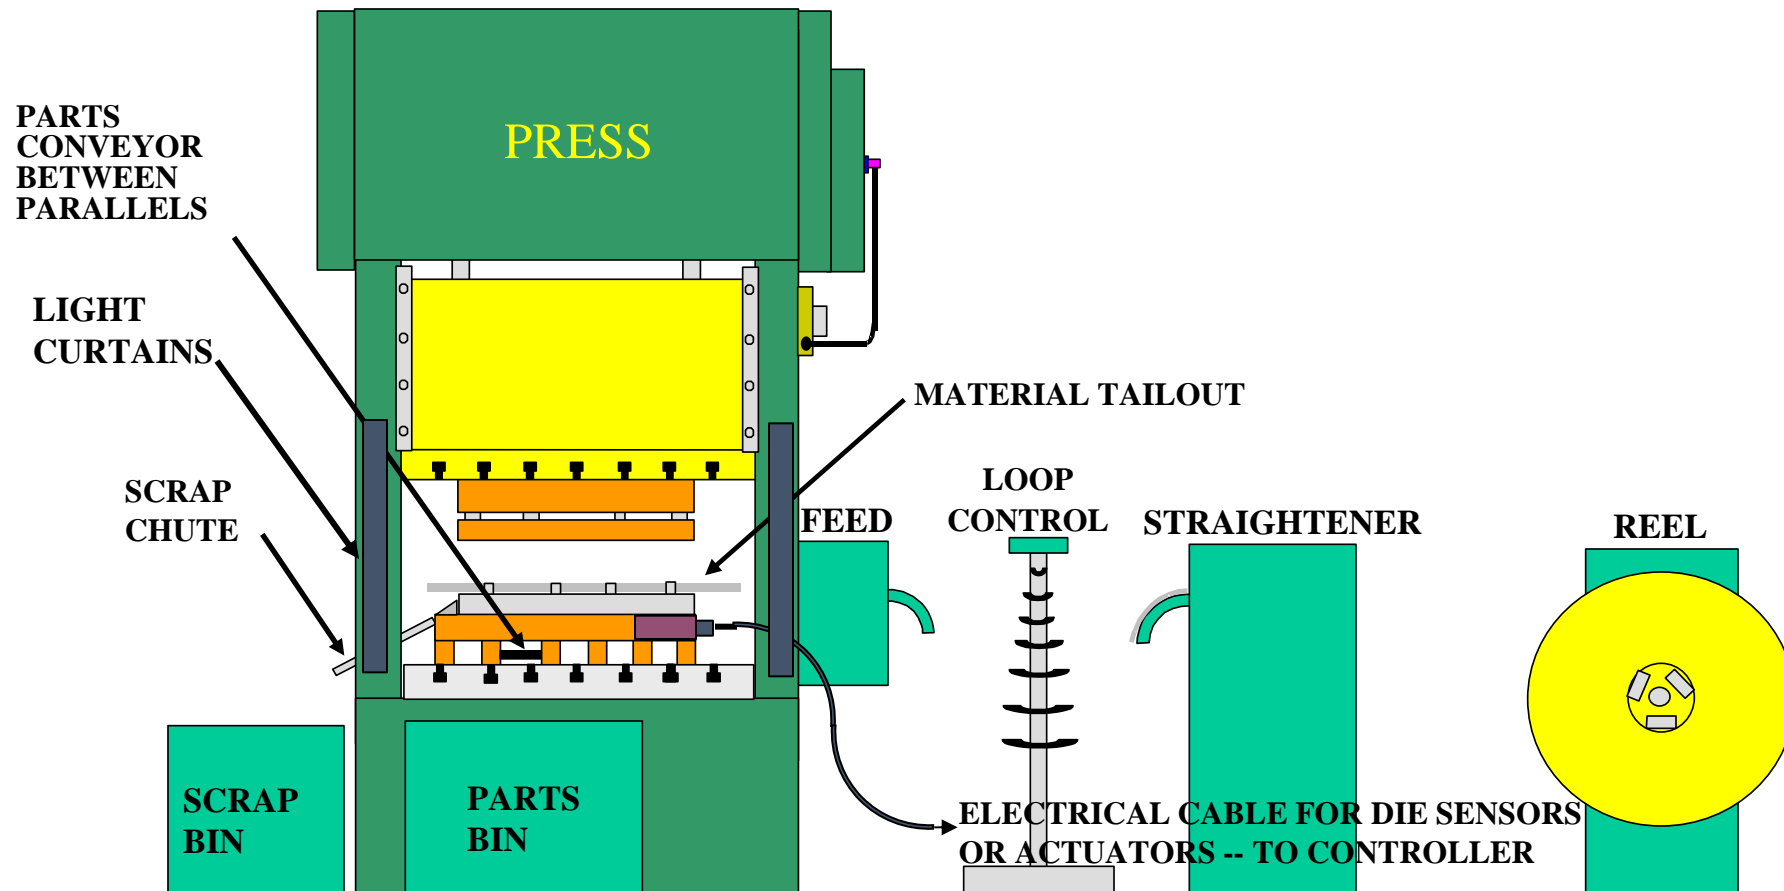 PRESS
PARTS
CONVEYOR
BETWEEN
PARALLELS
LIGHT
CURTAINS
MATERIAL TAILOUT
SCRAP
CHUTE
LOOP
CONTROL
FEED
STRAIGHTENER
REEL
SCRAP
BIN
PARTS
BIN
ELECTRICAL CABLE FOR DIE SENSORS
OR ACTUATORS -- TO CONTROLLER